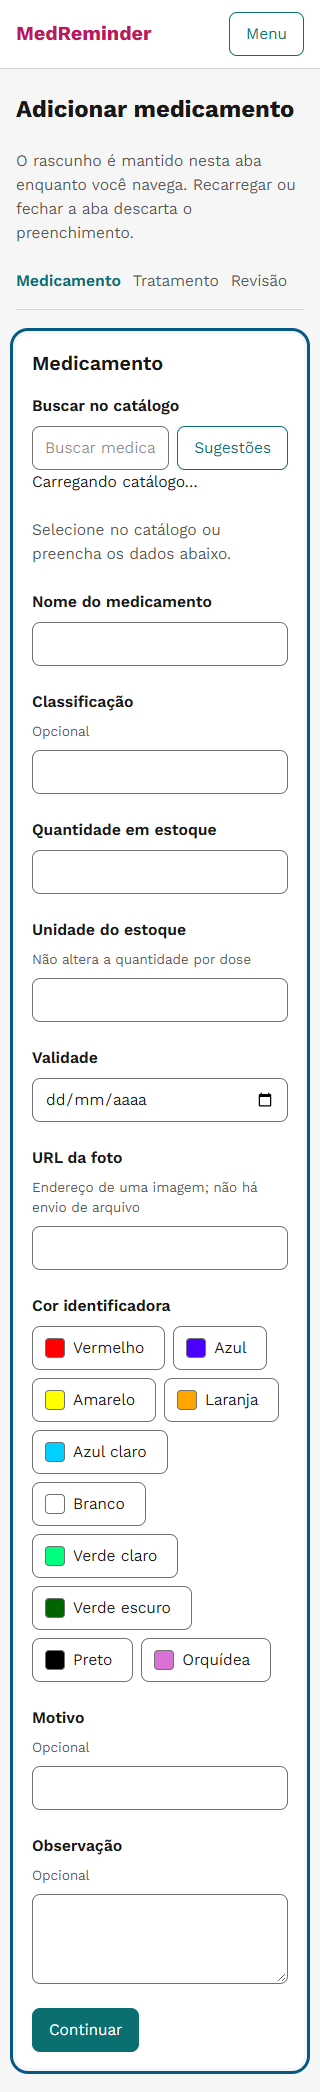 MedReminder
Menu
Adicionar medicamento
O rascunho é mantido nesta aba
enquanto você navega. Recarregar ou
fechar a aba descarta o
preenchimento.
Medicamento Tratamento Revisão
Medicamento
Buscar no catálogo
Buscar medica
Sugestões
Carregando catálogo...
Selecione no catálogo ou
preencha os dados abaixo.
Nome do medicamento
Classificação
Opcional
Quantidade em estoque
Unidade do estoque
Não altera a quantidade por dose
Validade
dd/mm/aaaa
URL da foto
Endereço de uma imagem; não há
envio de arquivo
Cor identificadora
Vermelho
Azul
Amarelo
Laranja
Azul claro
Branco
Verde claro
Verde escuro
Preto
Orquídea
Motivo
Opcional
Observação
Opcional
Continuar